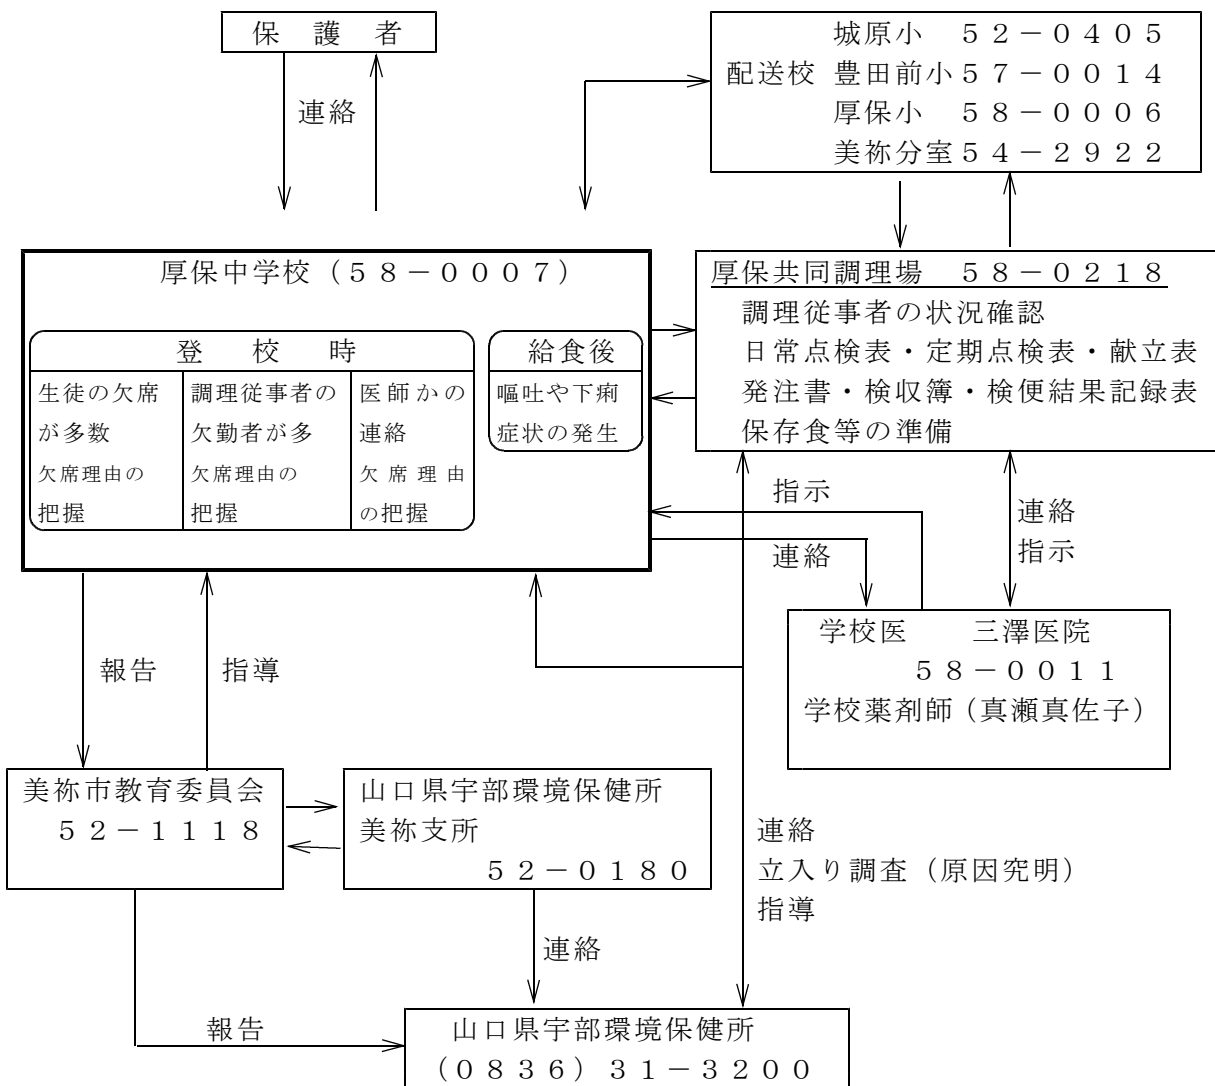 保　護　者
連絡
城原小　５２－０４０５
配送校 豊田前小５７－００１４
厚保小　５８－０００６
美祢分室５４－２９２２
厚保中学校（５８－０００７）
登　校　時
生徒の欠席
が多数
欠席理由の
把握
調理従事者の
欠勤者が多
欠席理由の
把握
医師かの
連絡
欠席理由
の把握
給食後
嘔吐や下痢
症状の発生
厚保共同調理場　５８－０２１８
調理従事者の状況確認
日常点検表・定期点検表・献立表
発注書・検収簿・検便結果記録表
保存食等の準備
指示
連絡
連絡
指示
学校医　　三澤医院
５８－００１１
学校薬剤師（真瀬真佐子）
報告
指導
美祢市教育委員会
５２－１１１８
山口県宇部環境保健所
美祢支所
５２－０１８０
連絡
立入り調査（原因究明）
指導
連絡
報告
山口県宇部環境保健所
（０８３６）３１－３２００